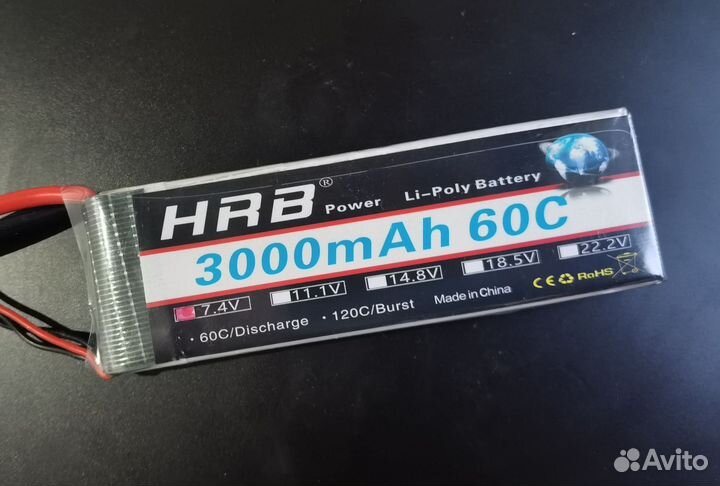 HRB® Power Li-Poly Battery
3000mAh 60C
7.4V 11.1V 14.8V 18.5V 22.2V
· 60C/Discharge · 120C/Burst Made in China CE RoHS
Avito